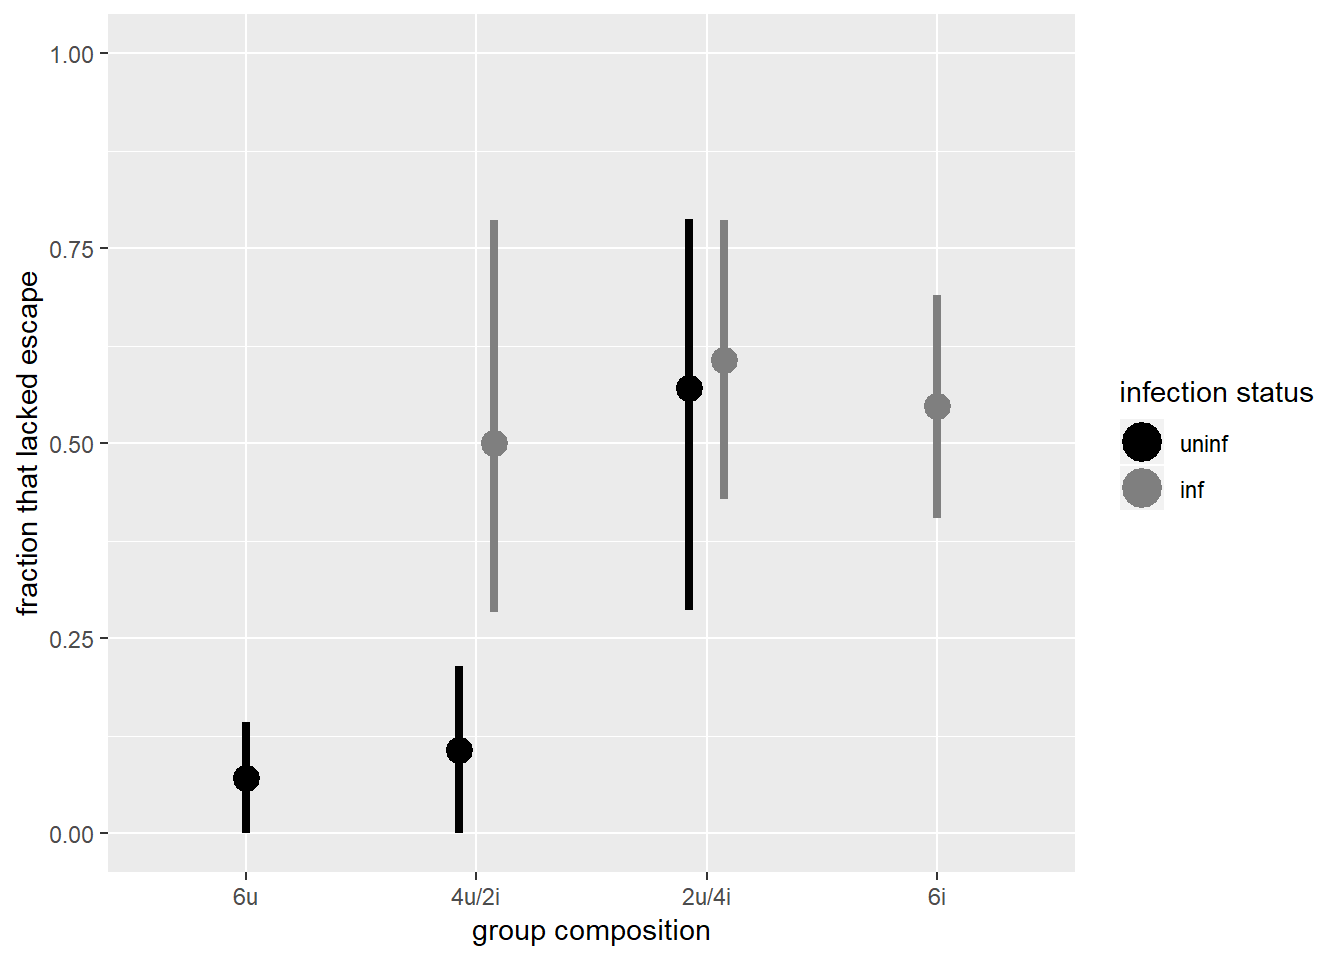 1.00
0.75
0.50
0.25
0.00
fraction that lacked escape
6u
4u/2i
2u/4i
6i
group composition
infection status
uninf
inf